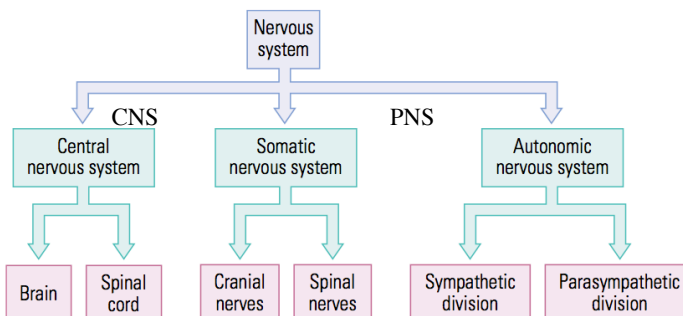 Nervous
system
CNS
PNS
Central
nervous system
Somatic
nervous system
Autonomic
nervous system
Brain
Spinal
cord
Cranial
nerves
Spinal
nerves
Sympathetic
division
Parasympathetic
division